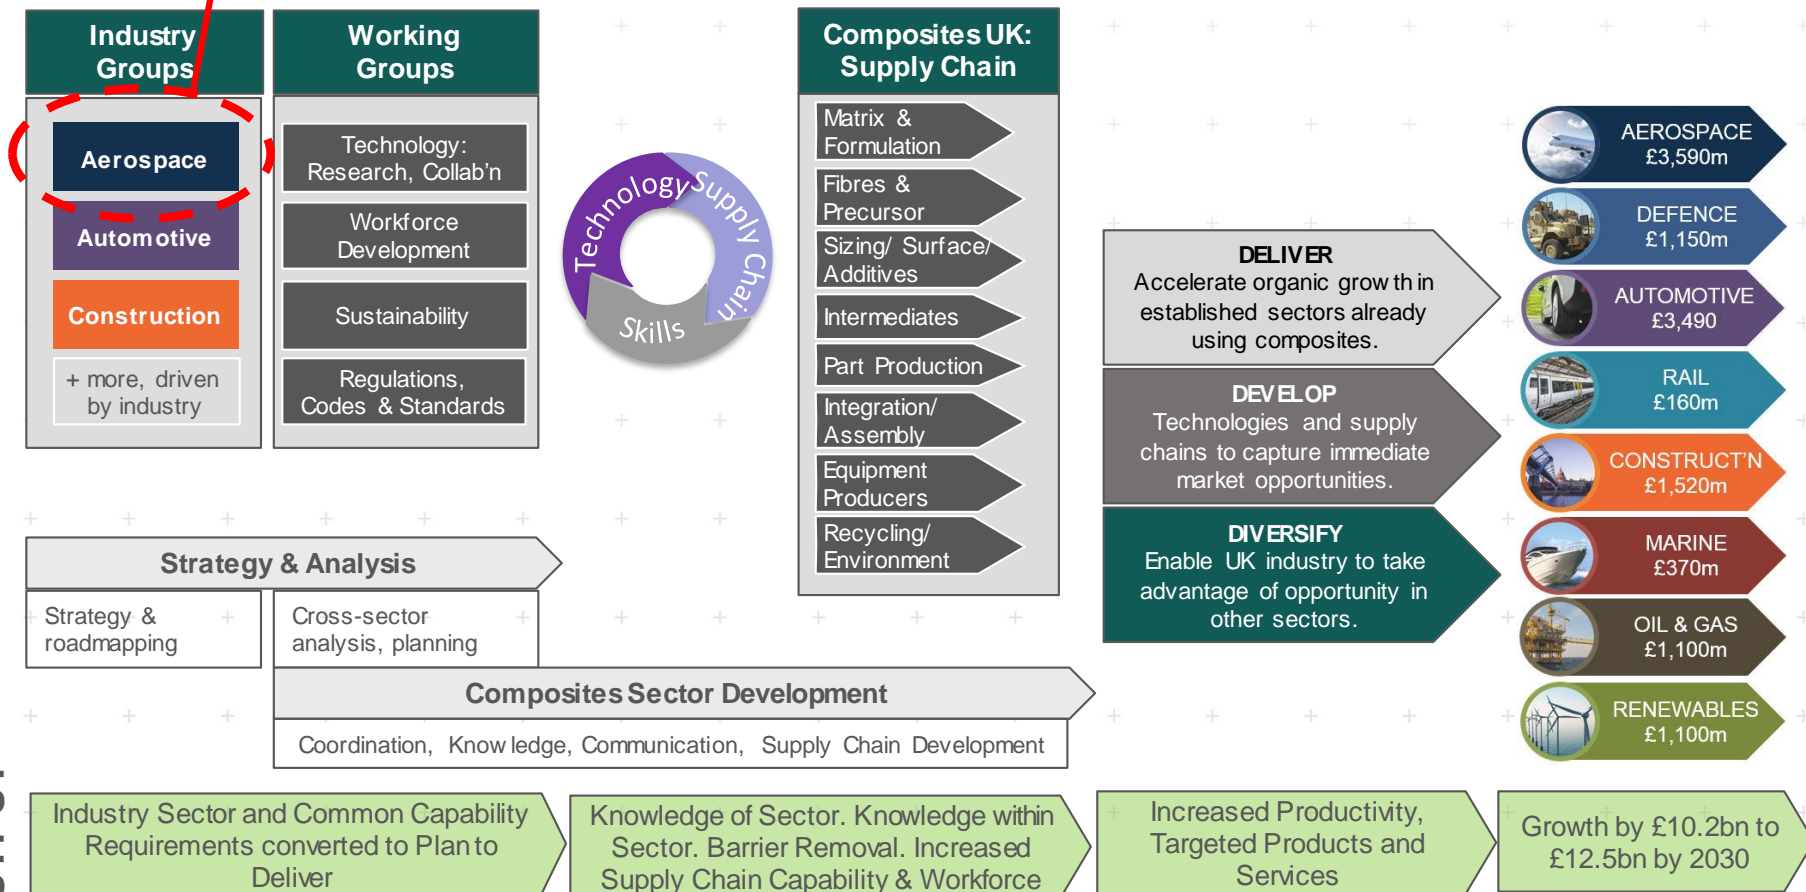 Industry
Groups
Aerospace
Automotive
Construction
+ more, driven
by industry
Working
Groups
Technology:
Research, Collab'n
Workforce
Development
Sustainability
Regulations,
Codes & Standards
Technology
Supply Chain
Skills
Composites UK:
Supply Chain
Matrix &
Formulation
Fibres &
Precursor
Sizing/ Surface/
Additives
Intermediates
Part Production
Integration/
Assembly
Equipment
Producers
Recycling/
Environment
DELIVER
Accelerate organic growth in
established sectors already
using composites.
DEVELOP
Technologies and supply
chains to capture immediate
market opportunities.
DIVERSIFY
Enable UK industry to take
advantage of opportunity in
other sectors.
AEROSPACE
£3,590m
DEFENCE
£1,150m
AUTOMOTIVE
£3,490
RAIL
£160m
CONSTRUCT'N
£1,520m
MARINE
£370m
OIL & GAS
£1,100m
RENEWABLES
£1,100m
Strategy & Analysis
Strategy &
roadmapping
Cross-sector
analysis, planning
Composites Sector Development
Coordination, Knowledge, Communication, Supply Chain Development
Industry Sector and Common Capability
Requirements converted to Plan to
Deliver
Knowledge of Sector. Knowledge within
Sector. Barrier Removal. Increased
Supply Chain Capability & Workforce
Increased Productivity,
Targeted Products and
Services
Growth by £10.2bn to
£12.5bn by 2030